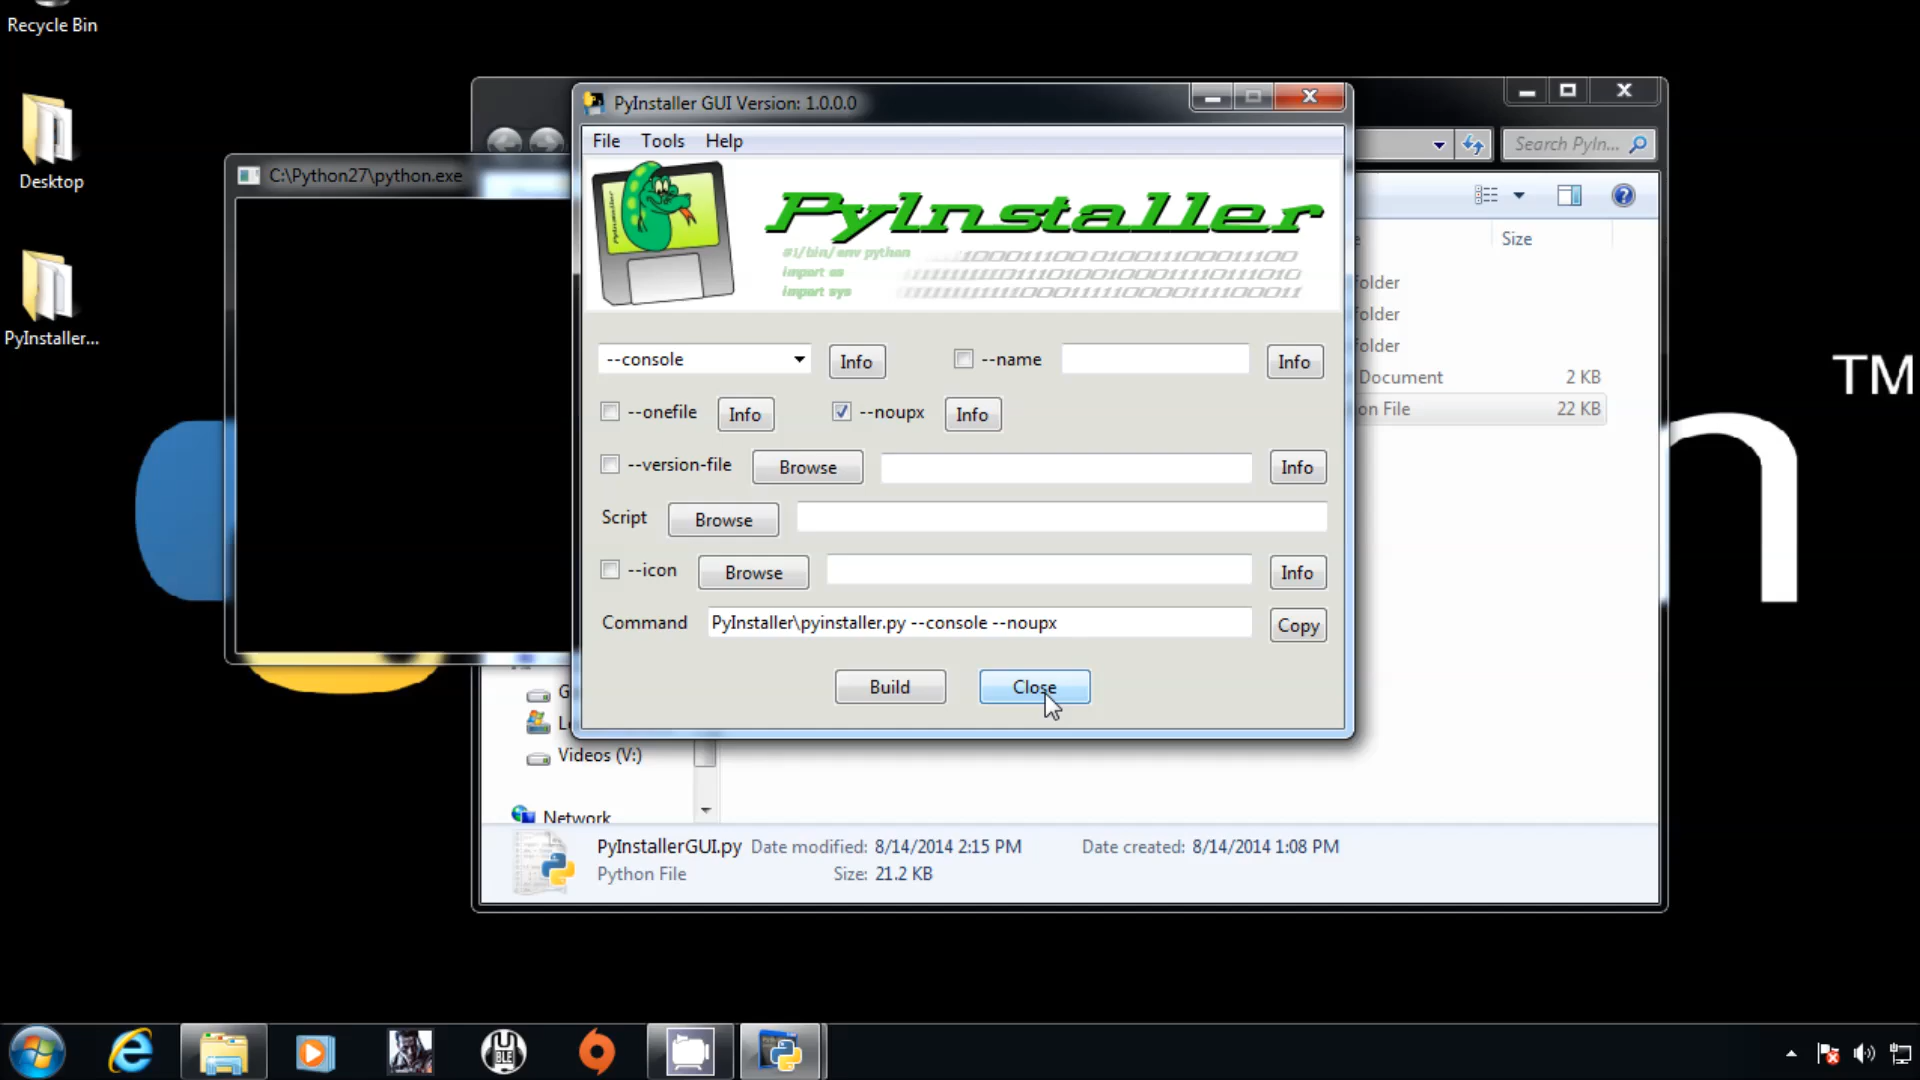 Recycle Bin
Desktop
PyInstaller...
C:\Python27\python.exe
PyInstaller GUI Version: 1.0.0.0
File Tools Help
PyInstaller
#!/bin/env python
import os
import sys
--console Info --name Info
--onefile Info --noupx Info
--version-file Browse Info
Script Browse
--icon Browse Info
Command PyInstaller\pyinstaller.py --console --noupx Copy
Build Close
Search PyIn...
Size
folder
folder
folder
Document 2 KB
on File 22 KB
TM
n
Videos (V:)
Network
PyInstallerGUI.py Date modified: 8/14/2014 2:15 PM Date created: 8/14/2014 1:08 PM
Python File Size: 21.2 KB